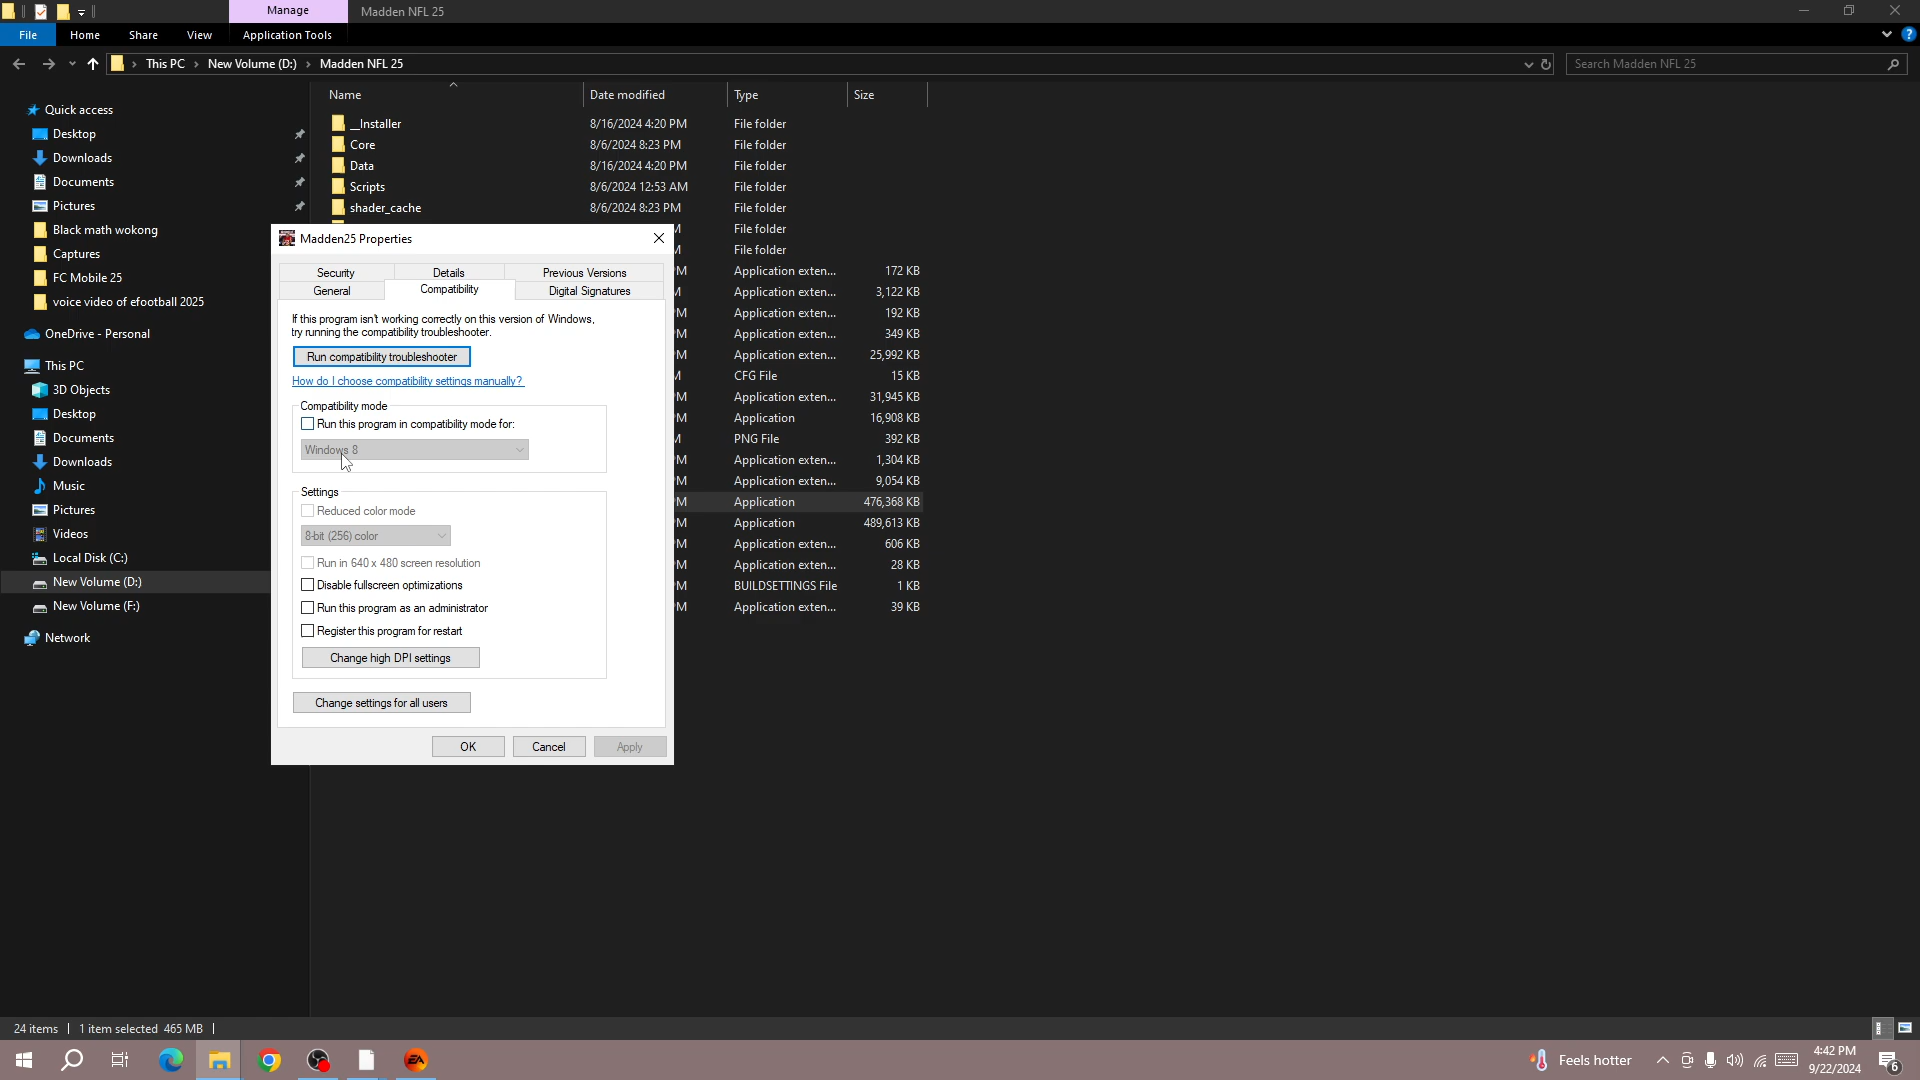 Manage
Madden NFL 25
File
Home
Share
View
Application Tools
This PC
New Volume (D:)
Madden NFL 25
Search Madden NFL 25
Name
Date modified
Type
Size
Quick access
Desktop
Downloads
Documents
Pictures
Black math wokong
Captures
FC Mobile 25
voice video of efootball 2025
OneDrive - Personal
This PC
3D Objects
Desktop
Documents
Downloads
Music
Pictures
Videos
Local Disk (C:)
New Volume (D:)
New Volume (F:)
Network
__Installer 8/16/2024 4:20 PM File folder
Core 8/6/2024 8:23 PM File folder
Data 8/16/2024 4:20 PM File folder
Scripts 8/6/2024 12:53 AM File folder
shader_cache 8/6/2024 8:23 PM File folder
File folder
File folder
Application exten... 172 KB
Application exten... 3,122 KB
Application exten... 192 KB
Application exten... 349 KB
Application exten... 25,992 KB
CFG File 15 KB
Application exten... 31,945 KB
Application 16,908 KB
PNG File 392 KB
Application exten... 1,304 KB
Application exten... 9,054 KB
Application 476,368 KB
Application 489,613 KB
Application exten... 606 KB
Application exten... 28 KB
BUILDSETTINGS File 1 KB
Application exten... 39 KB
Madden25 Properties
Security
Details
Previous Versions
General
Compatibility
Digital Signatures
If this program isn't working correctly on this version of Windows,
try running the compatibility troubleshooter.
Run compatibility troubleshooter
How do I choose compatibility settings manually?
Compatibility mode
Run this program in compatibility mode for:
Windows 8
Settings
Reduced color mode
8-bit (256) color
Run in 640 x 480 screen resolution
Disable fullscreen optimizations
Run this program as an administrator
Register this program for restart
Change high DPI settings
Change settings for all users
OK
Cancel
Apply
24 items
1 item selected 465 MB
EA
Feels hotter
4:42 PM
9/22/2024
6